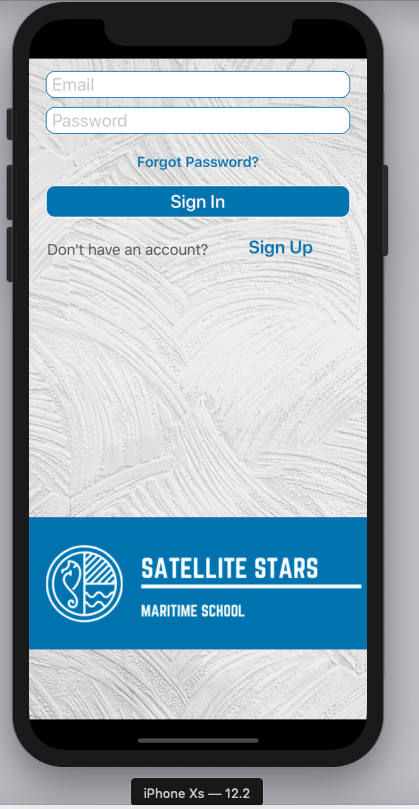 Email
Password
Forgot Password?
Sign In
Don't have an account? Sign Up
SATELLITE STARS
MARITIME SCHOOL
iPhone Xs — 12.2